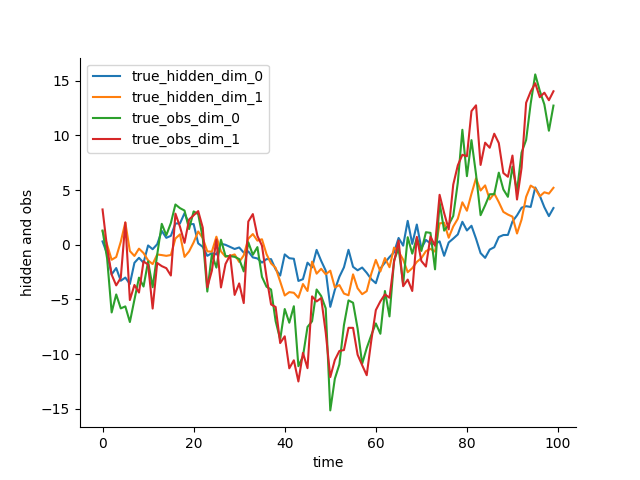 true_hidden_dim_0
true_hidden_dim_1
true_obs_dim_0
true_obs_dim_1
hidden and obs
15
10
5
0
−5
−10
−15
0 20 40 60 80 100
time